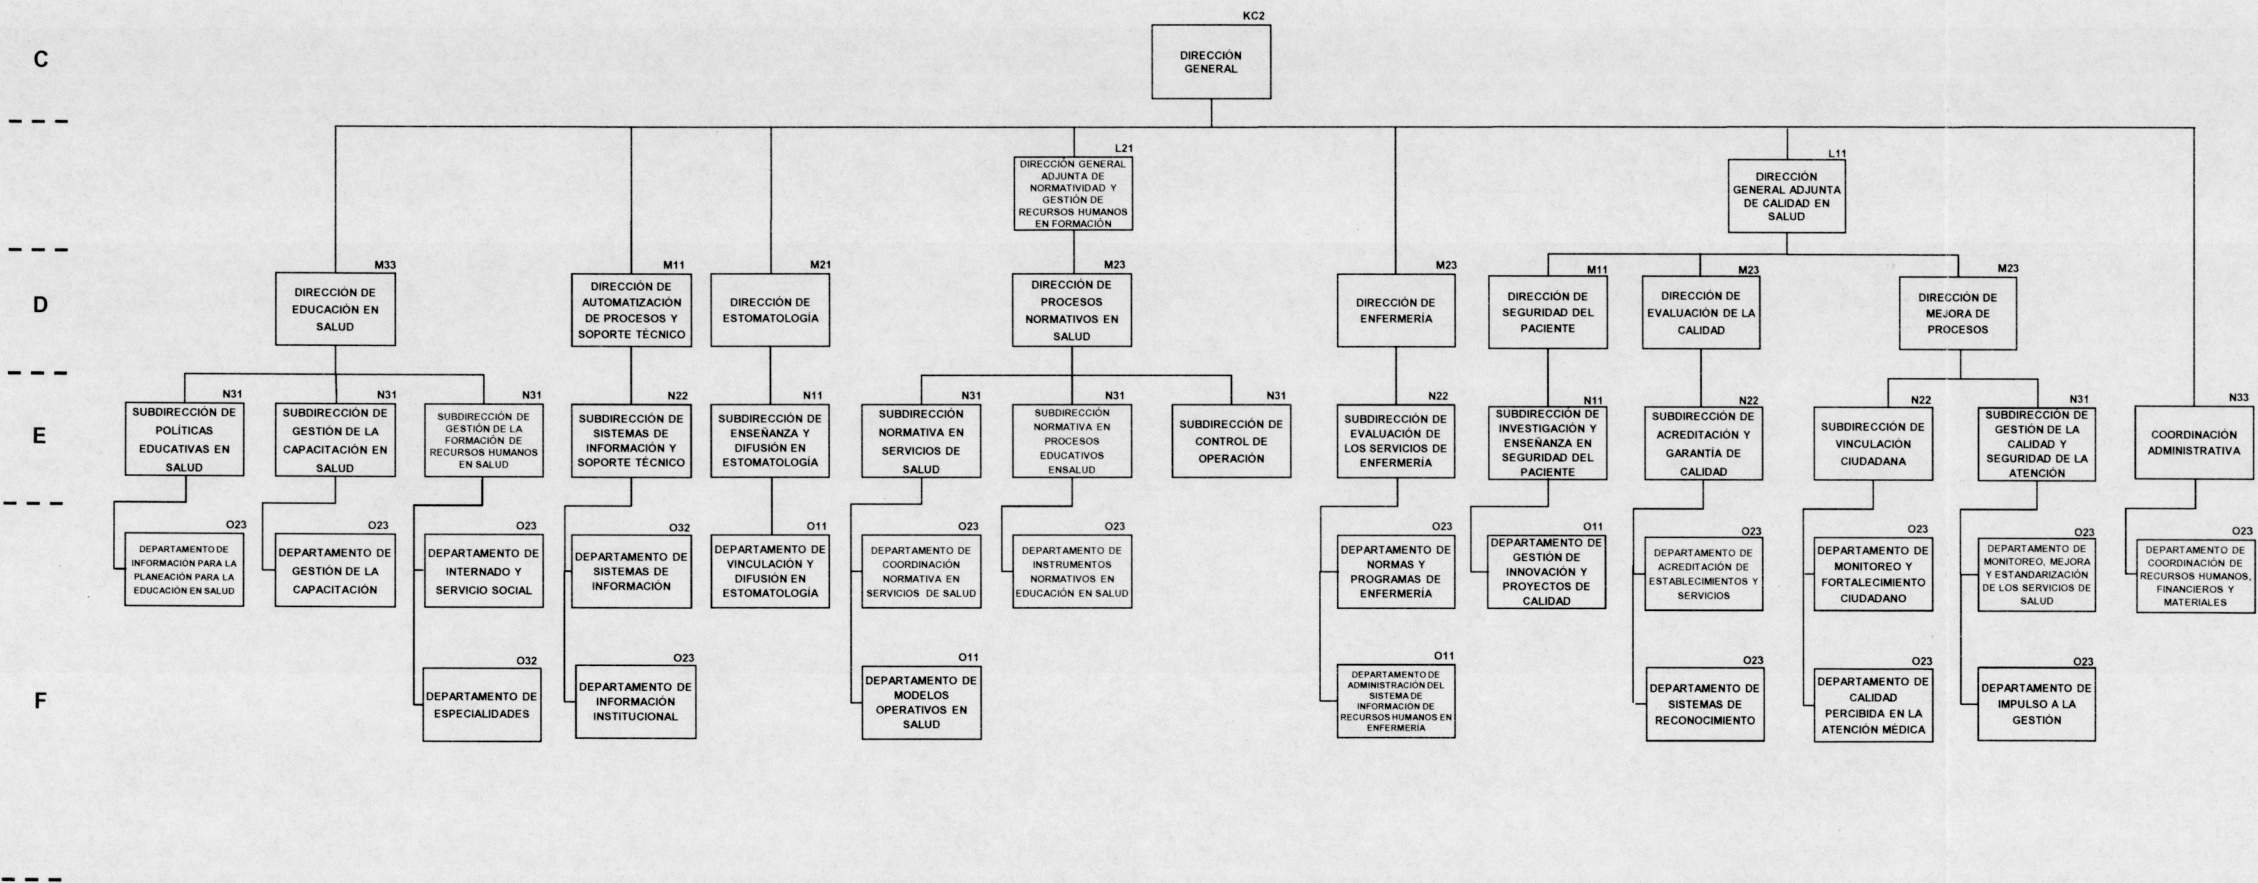 C
KC2
DIRECCIÓN
GENERAL
L21
DIRECCIÓN GENERAL
ADJUNTA DE
NORMATIVIDAD Y
GESTIÓN DE
RECURSOS HUMANOS
EN FORMACIÓN
L11
DIRECCIÓN
GENERAL ADJUNTA
DE CALIDAD EN
SALUD
D
M33
DIRECCIÓN DE
EDUCACIÓN EN
SALUD
M11
DIRECCIÓN DE
AUTOMATIZACIÓN
DE PROCESOS Y
SOPORTE TÉCNICO
M21
DIRECCIÓN DE
ESTOMATOLOGÍA
M23
DIRECCIÓN DE
PROCESOS
NORMATIVOS EN
SALUD
M23
DIRECCIÓN DE
ENFERMERÍA
M11
DIRECCIÓN DE
SEGURIDAD DEL
PACIENTE
M23
DIRECCIÓN DE
EVALUACIÓN DE LA
CALIDAD
M23
DIRECCIÓN DE
MEJORA DE
PROCESOS
E
N31
SUBDIRECCIÓN DE
POLÍTICAS
EDUCATIVAS EN
SALUD
N31
SUBDIRECCIÓN DE
GESTIÓN DE LA
CAPACITACIÓN EN
SALUD
N31
SUBDIRECCIÓN DE
GESTIÓN DE LA
FORMACIÓN DE
RECURSOS HUMANOS
EN SALUD
N22
SUBDIRECCIÓN DE
SISTEMAS DE
INFORMACIÓN Y
SOPORTE TÉCNICO
N11
SUBDIRECCIÓN DE
ENSEÑANZA Y
DIFUSIÓN EN
ESTOMATOLOGÍA
N31
SUBDIRECCIÓN
NORMATIVA EN
SERVICIOS DE
SALUD
N31
SUBDIRECCIÓN
NORMATIVA EN
PROCESOS
EDUCATIVOS
ENSALUD
N31
SUBDIRECCIÓN DE
CONTROL DE
OPERACIÓN
N22
SUBDIRECCIÓN DE
EVALUACIÓN DE
LOS SERVICIOS DE
ENFERMERÍA
N11
SUBDIRECCIÓN DE
INVESTIGACIÓN Y
ENSEÑANZA EN
SEGURIDAD DEL
PACIENTE
N22
SUBDIRECCIÓN DE
ACREDITACIÓN Y
GARANTÍA DE
CALIDAD
N22
SUBDIRECCIÓN DE
VINCULACIÓN
CIUDADANA
N31
SUBDIRECCIÓN DE
GESTIÓN DE LA
CALIDAD Y
SEGURIDAD DE LA
ATENCIÓN
N33
COORDINACIÓN
ADMINISTRATIVA
F
O23
DEPARTAMENTO DE
INFORMACIÓN PARA LA
PLANEACIÓN PARA LA
EDUCACIÓN EN SALUD
O23
DEPARTAMENTO DE
GESTIÓN DE LA
CAPACITACIÓN
O23
DEPARTAMENTO DE
INTERNADO Y
SERVICIO SOCIAL
O32
DEPARTAMENTO DE
SISTEMAS DE
INFORMACIÓN
O11
DEPARTAMENTO DE
VINCULACIÓN Y
DIFUSIÓN EN
ESTOMATOLOGÍA
O23
DEPARTAMENTO DE
COORDINACIÓN
NORMATIVA EN
SERVICIOS DE SALUD
O23
DEPARTAMENTO DE
INSTRUMENTOS
NORMATIVOS EN
EDUCACIÓN EN SALUD
O23
DEPARTAMENTO DE
NORMAS Y
PROGRAMAS DE
ENFERMERÍA
O11
DEPARTAMENTO DE
GESTIÓN DE
INNOVACIÓN Y
PROYECTOS DE
CALIDAD
O23
DEPARTAMENTO DE
ACREDITACIÓN DE
ESTABLECIMIENTOS Y
SERVICIOS
O23
DEPARTAMENTO DE
MONITOREO Y
FORTALECIMIENTO
CIUDADANO
O23
DEPARTAMENTO DE
MONITOREO, MEJORA
Y ESTANDARIZACIÓN
DE LOS SERVICIOS DE
SALUD
O23
DEPARTAMENTO DE
COORDINACIÓN DE
RECURSOS HUMANOS,
FINANCIEROS Y
MATERIALES
O32
DEPARTAMENTO DE
ESPECIALIDADES
O23
DEPARTAMENTO DE
INFORMACIÓN
INSTITUCIONAL
O11
DEPARTAMENTO DE
MODELOS
OPERATIVOS EN
SALUD
O11
DEPARTAMENTO DE
ADMINISTRACIÓN DEL
SISTEMA DE
INFORMACIÓN DE
RECURSOS HUMANOS EN
ENFERMERÍA
O23
DEPARTAMENTO DE
SISTEMAS DE
RECONOCIMIENTO
O23
DEPARTAMENTO DE
CALIDAD
PERCIBIDA EN LA
ATENCIÓN MÉDICA
O23
DEPARTAMENTO DE
IMPULSO A LA
GESTIÓN